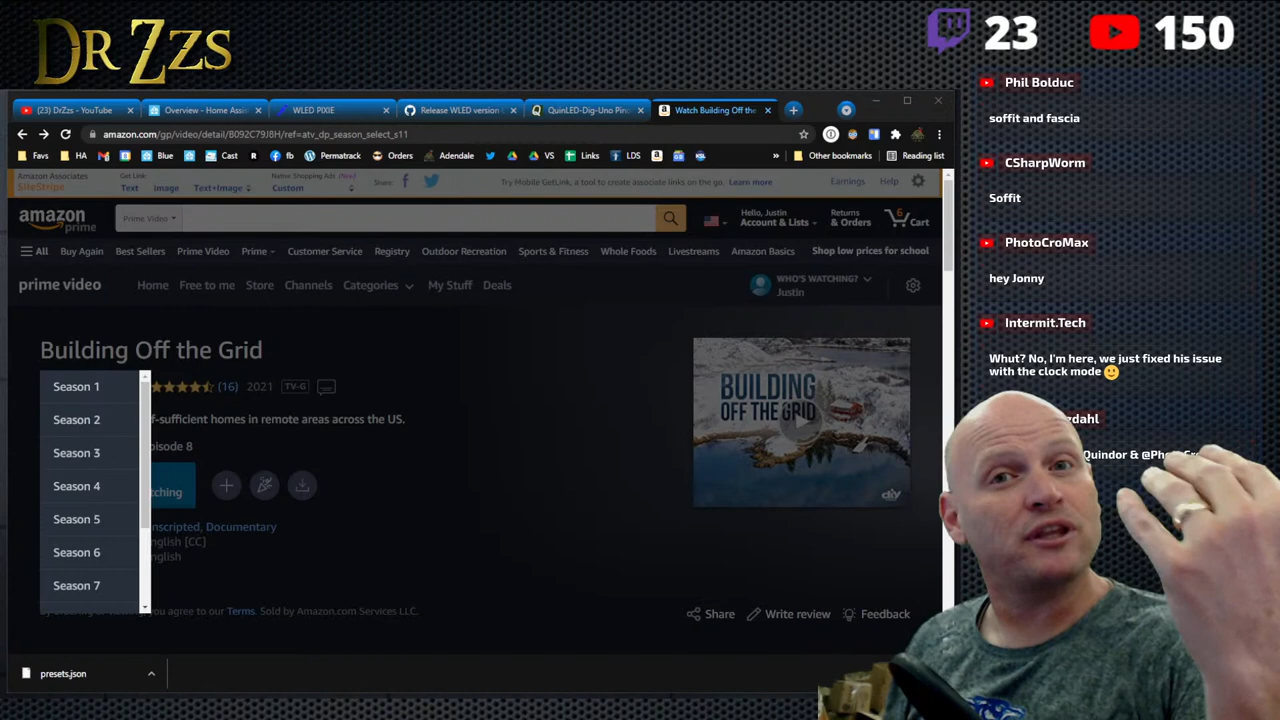 DR ZZS
23
150
(23) DrZzs - YouTube
Overview - Home Assis
WLED PIXIE
Release WLED version
QuinLED-Dig-Uno Pino
Watch Building Off the
amazon.com/gp/video/detail/B092C79J8H/ref=atv_dp_season_select_s11
Favs
HA
Blue
Cast
fb
Permatrack
Orders
Adendale
VS
Links
LDS
KSL
»
Other bookmarks
Reading list
Amazon Associates
SiteStripe
Get Link:
Text
Image
Text+Image
Native Shopping Ads (New!)
Custom
Share:
Try Mobile GetLink, a tool to create associate links on the go. Learn more
Earnings
Help
amazon prime
Prime Video
Hello, Justin
Account & Lists
Returns
& Orders
6
Cart
All
Buy Again
Best Sellers
Prime Video
Prime
Customer Service
Registry
Outdoor Recreation
Sports & Fitness
Whole Foods
Livestreams
Amazon Basics
Shop low prices for school
prime video
Home
Free to me
Store
Channels
Categories
My Stuff
Deals
WHO'S WATCHING?
Justin
Building Off the Grid
Season 1
Season 2
Season 3
Season 4
Season 5
Season 6
Season 7
(16)
2021
TV-G
f-sufficient homes in remote areas across the US.
pisode 8
tching
nscripted, Documentary
nglish [CC]
nglish
you agree to our Terms. Sold by Amazon.com Services LLC.
BUILDING
OFF THE GRID
diy
Share
Write review
Feedback
presets.json
Phil Bolduc
soffit and fascia
CSharpWorm
Soffit
PhotoCroMax
hey Jonny
Intermit.Tech
Whut? No, I'm here, we just fixed his issue
with the clock mode
gdahl
Quindor &